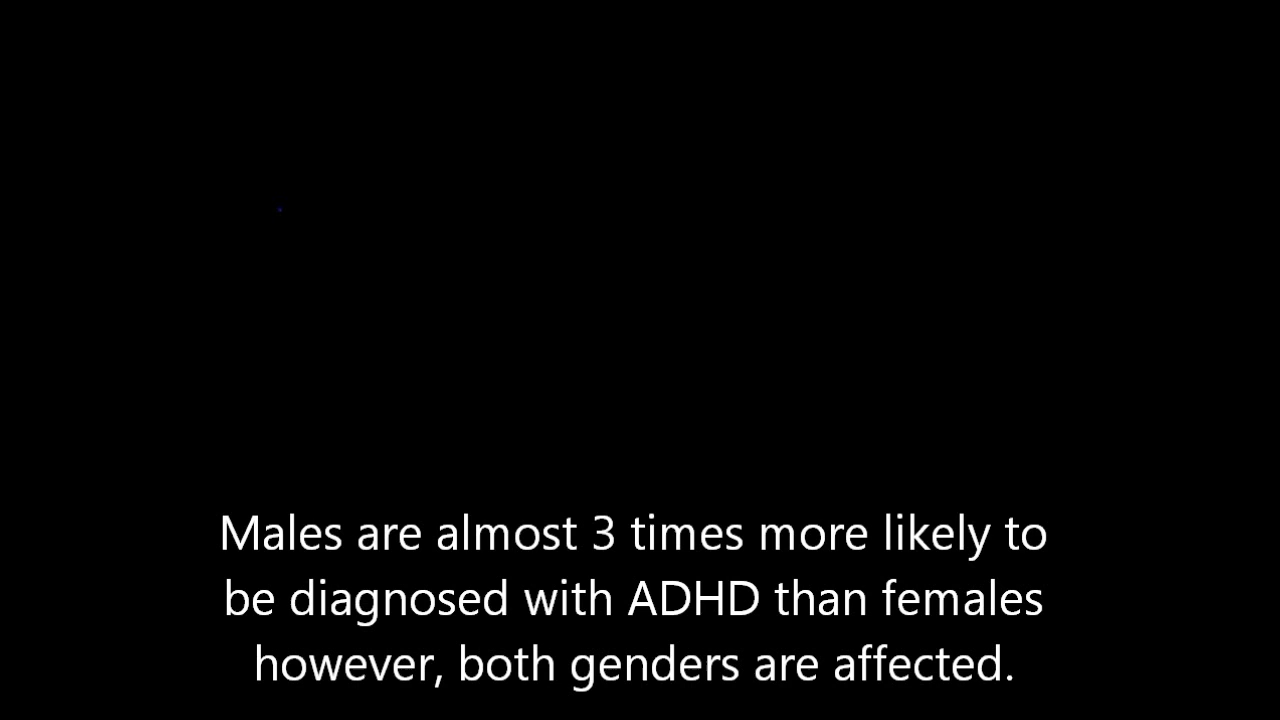 Males are almost 3 times more likely to
be diagnosed with ADHD than females
however, both genders are affected.